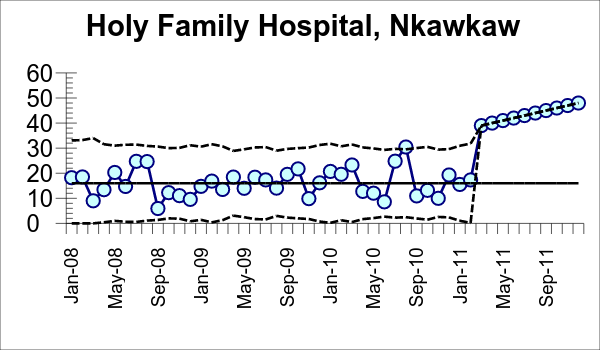 Holy Family Hospital, Nkawkaw
60
50
40
30
20
10
0
Jan-08
May-08
Sep-08
Jan-09
May-09
Sep-09
Jan-10
May-10
Sep-10
Jan-11
May-11
Sep-11